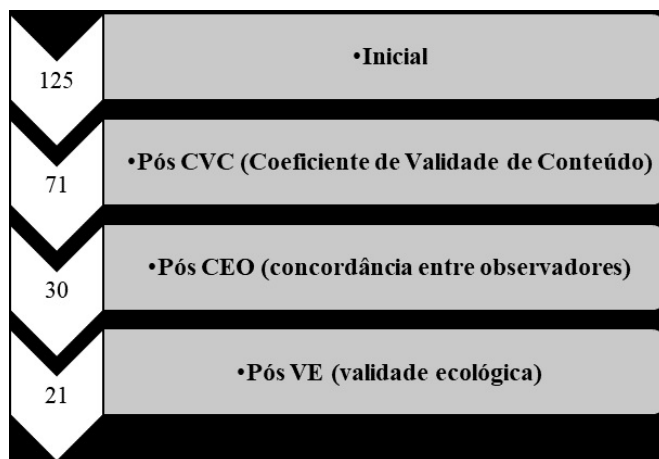 125
•Inicial
71
•Pós CVC (Coeficiente de Validade de Conteúdo)
30
•Pós CEO (concordância entre observadores)
21
•Pós VE (validade ecológica)